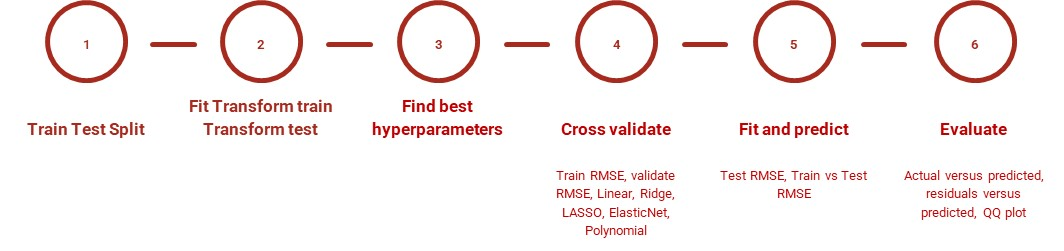 1
2
3
4
5
6
Train Test Split
Fit Transform train
Transform test
Find best
hyperparameters
Cross validate
Fit and predict
Evaluate
Train RMSE, validate
RMSE, Linear, Ridge,
LASSO, ElasticNet,
Polynomial
Test RMSE, Train vs Test
RMSE
Actual versus predicted,
residuals versus
predicted, QQ plot